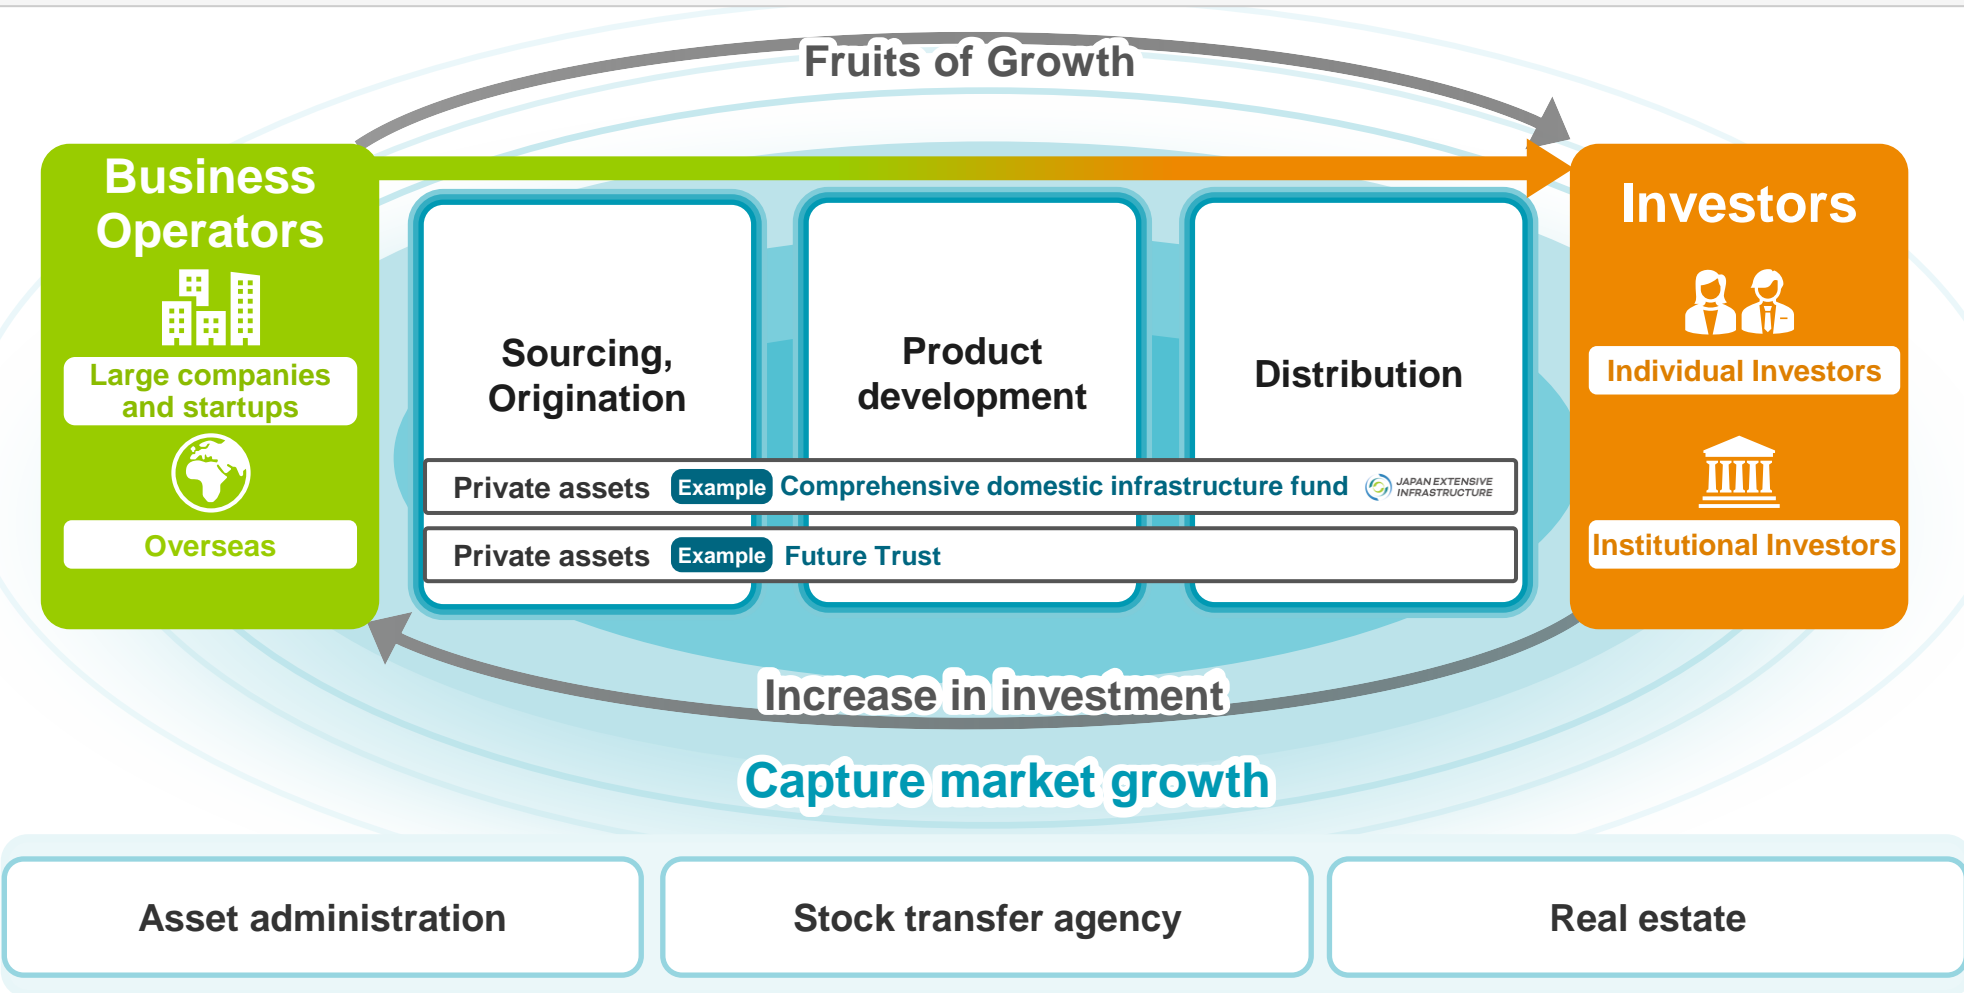 Fruits of Growth
Business
Operators
Large companies
and startups
Overseas
Sourcing,
Origination
Product
development
Distribution
Private assets Example Comprehensive domestic infrastructure fund JAPAN EXTENSIVE
INFRASTRUCTURE
Private assets Example Future Trust
Investors
Individual Investors
Institutional Investors
Increase in investment
Capture market growth
Asset administration
Stock transfer agency
Real estate